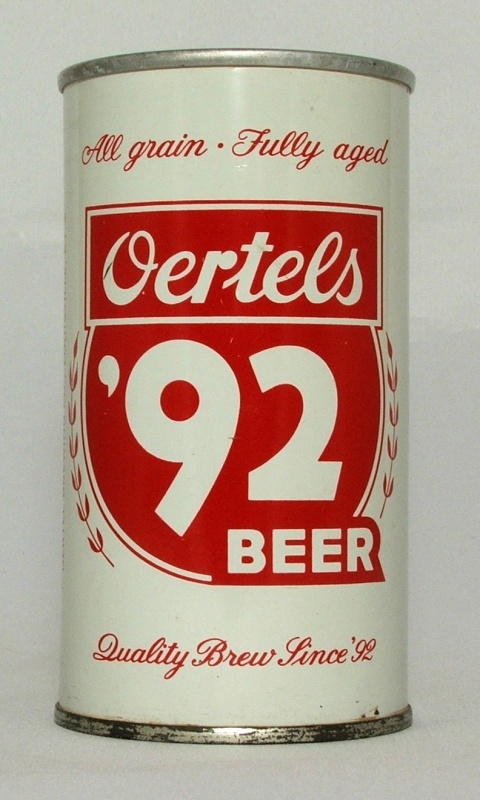 All grain · Fully aged
Oertels
'92
BEER
Quality Brew Since '92